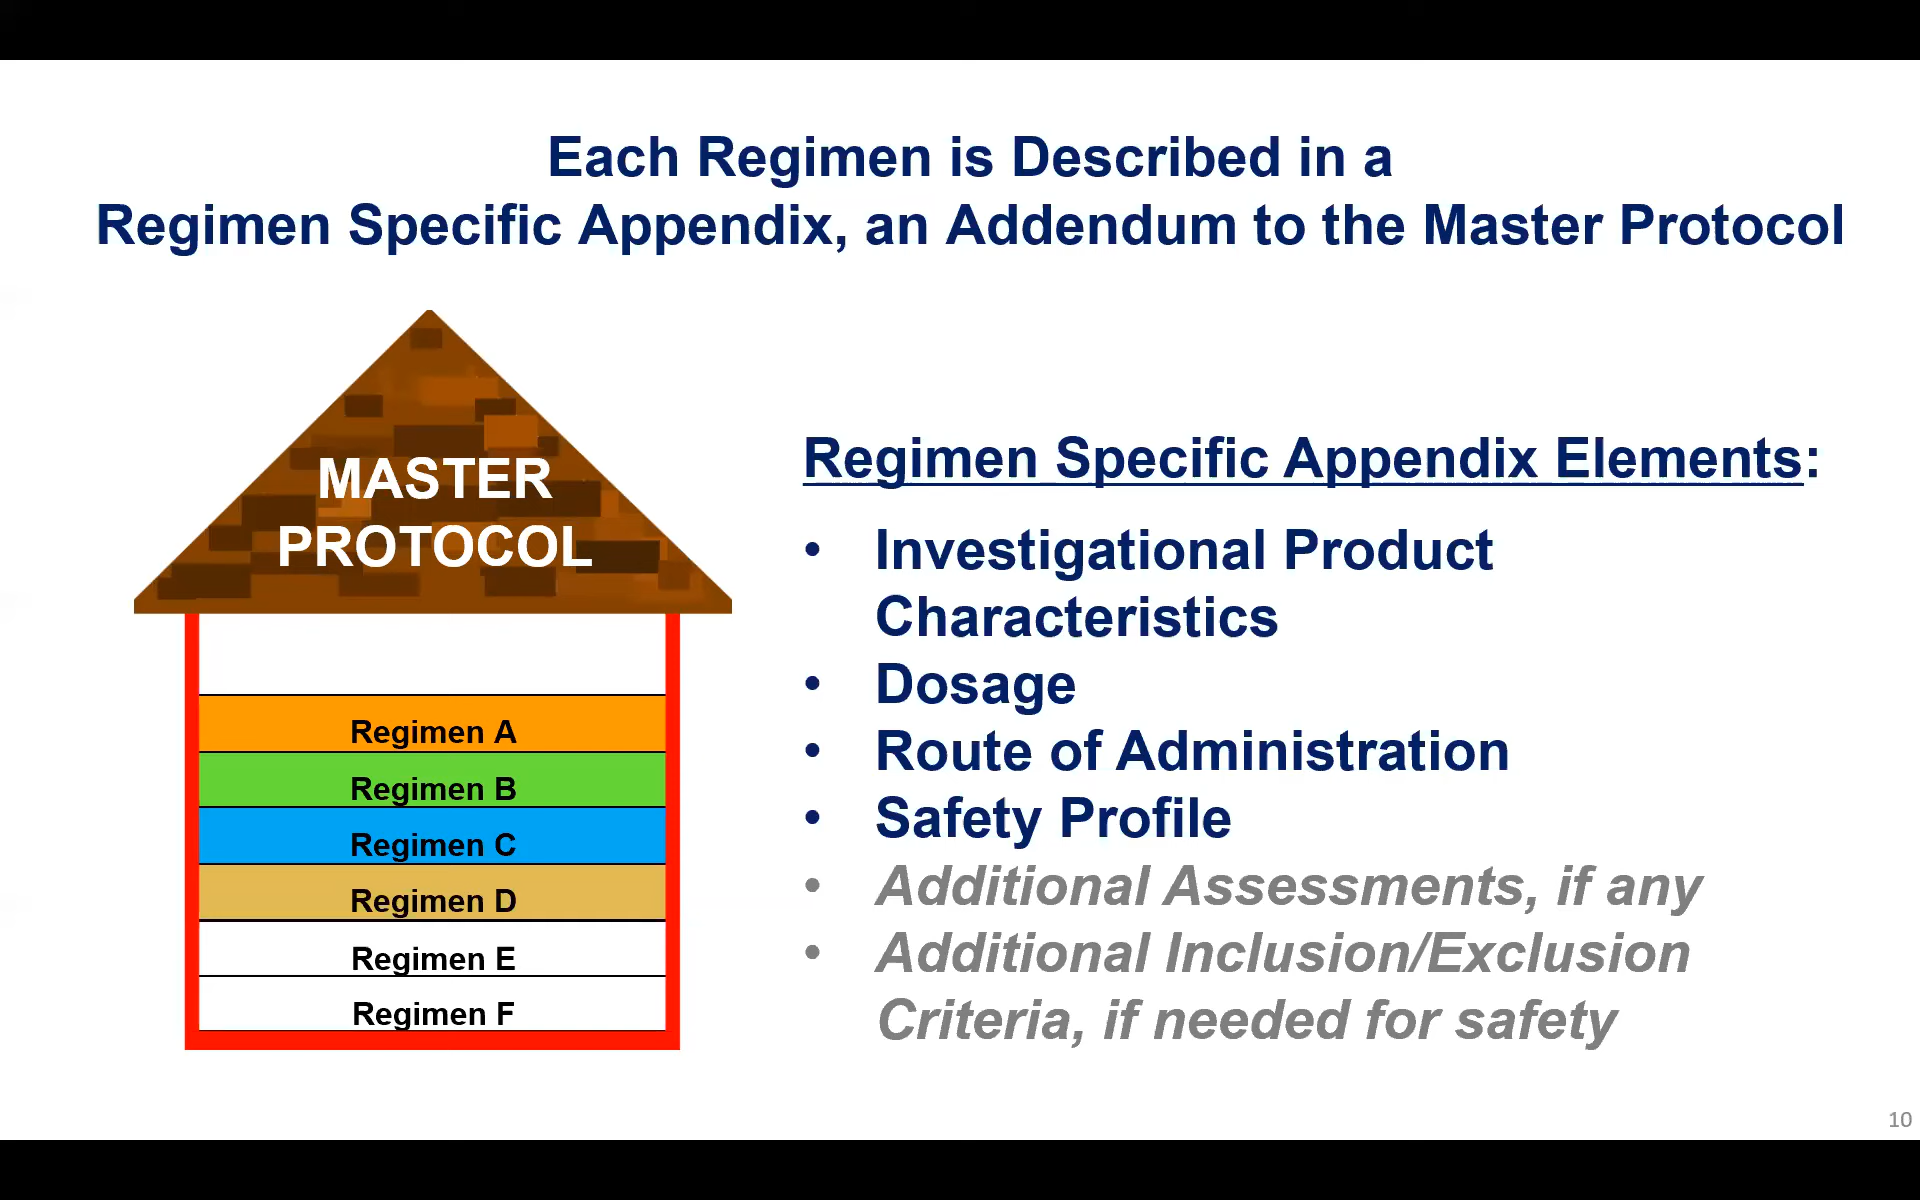 Each Regimen is Described in a
Regimen Specific Appendix, an Addendum to the Master Protocol
MASTER
PROTOCOL
Regimen A
Regimen B
Regimen C
Regimen D
Regimen E
Regimen F
Regimen Specific Appendix Elements:
• Investigational Product
Characteristics
• Dosage
• Route of Administration
• Safety Profile
• Additional Assessments, if any
• Additional Inclusion/Exclusion
Criteria, if needed for safety
10